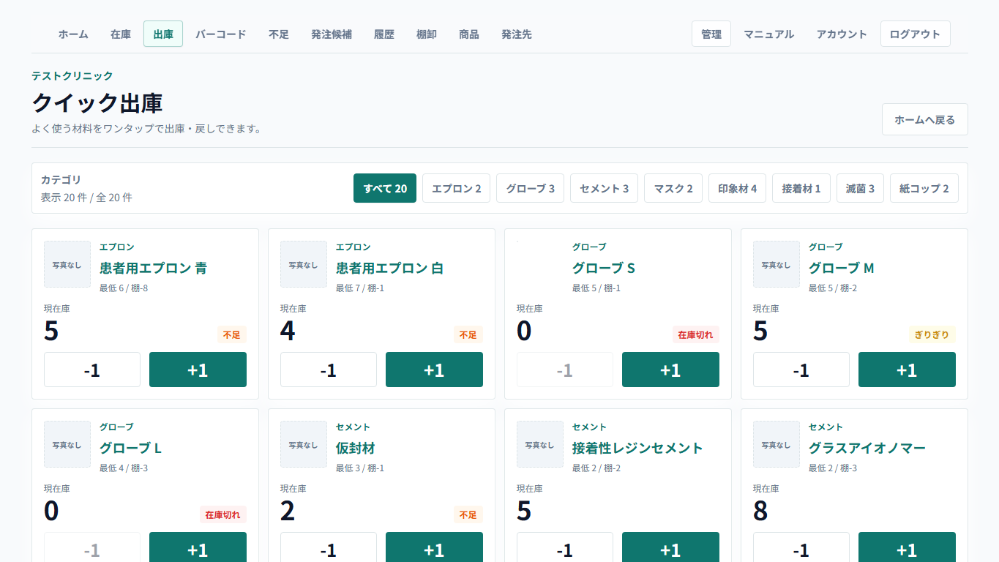 ホーム 在庫 出庫 バーコード 不足 発注候補 履歴 棚卸 商品 発注先 管理 マニュアル アカウント ログアウト
テストクリニック
クイック出庫
よく使う材料をワンタップで出庫・戻しできます。
ホームへ戻る
カテゴリ
表示 20 件 / 全 20 件
すべて 20 エプロン 2 グローブ 3 セメント 3 マスク 2 印象材 4 接着材 1 滅菌 3 紙コップ 2
写真なし
エプロン
患者用エプロン 青
最低 6 / 棚-8
現在庫
5
不足
-1 +1
写真なし
エプロン
患者用エプロン 白
最低 7 / 棚-1
現在庫
4
不足
-1 +1
グローブ
グローブ S
最低 5 / 棚-1
現在庫
0
在庫切れ
-1 +1
写真なし
グローブ
グローブ M
最低 5 / 棚-2
現在庫
5
ぎりぎり
-1 +1
写真なし
グローブ
グローブ L
最低 4 / 棚-3
現在庫
0
在庫切れ
-1 +1
写真なし
セメント
仮封材
最低 3 / 棚-1
現在庫
2
不足
-1 +1
写真なし
セメント
接着性レジンセメント
最低 2 / 棚-2
現在庫
5
-1 +1
写真なし
セメント
グラスアイオノマー
最低 2 / 棚-3
現在庫
8
-1 +1